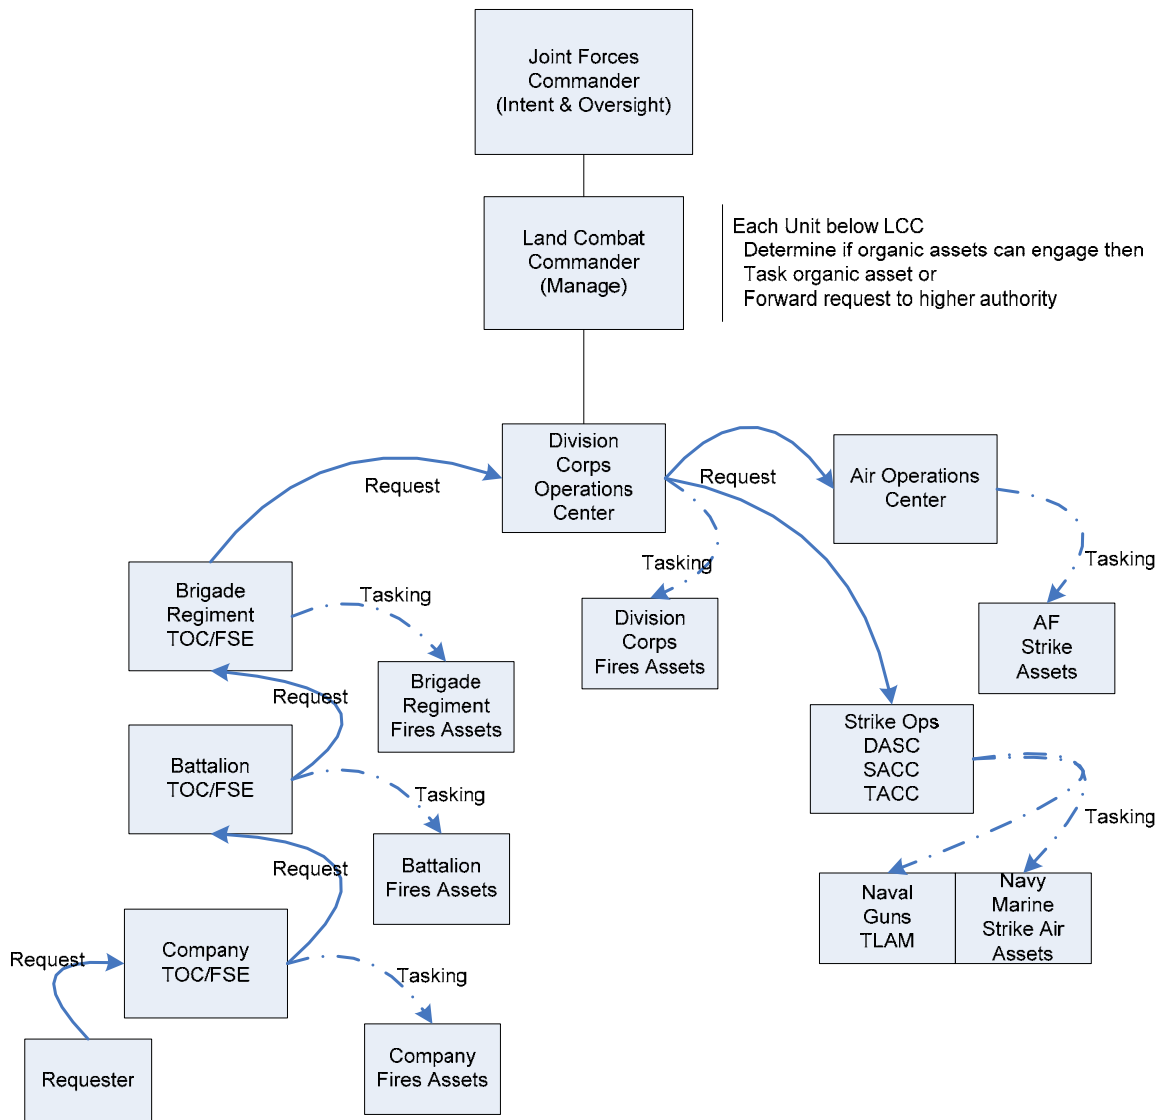 Joint Forces
Commander
(Intent & Oversight)
Land Combat
Commander
(Manage)
Each Unit below LCC
Determine if organic assets can engage then
Task organic asset or
Forward request to higher authority
Division
Corps
Operations
Center
Request
Request
Air Operations
Center
Tasking
Tasking
Brigade
Regiment
TOC/FSE
Tasking
Division
Corps
Fires Assets
AF
Strike
Assets
Brigade
Regiment
Fires Assets
Request
Strike Ops
DASC
SACC
TACC
Battalion
TOC/FSE
Tasking
Tasking
Request
Battalion
Fires Assets
Naval
Guns
TLAM
Navy
Marine
Strike Air
Assets
Company
TOC/FSE
Request
Tasking
Company
Fires Assets
Requester